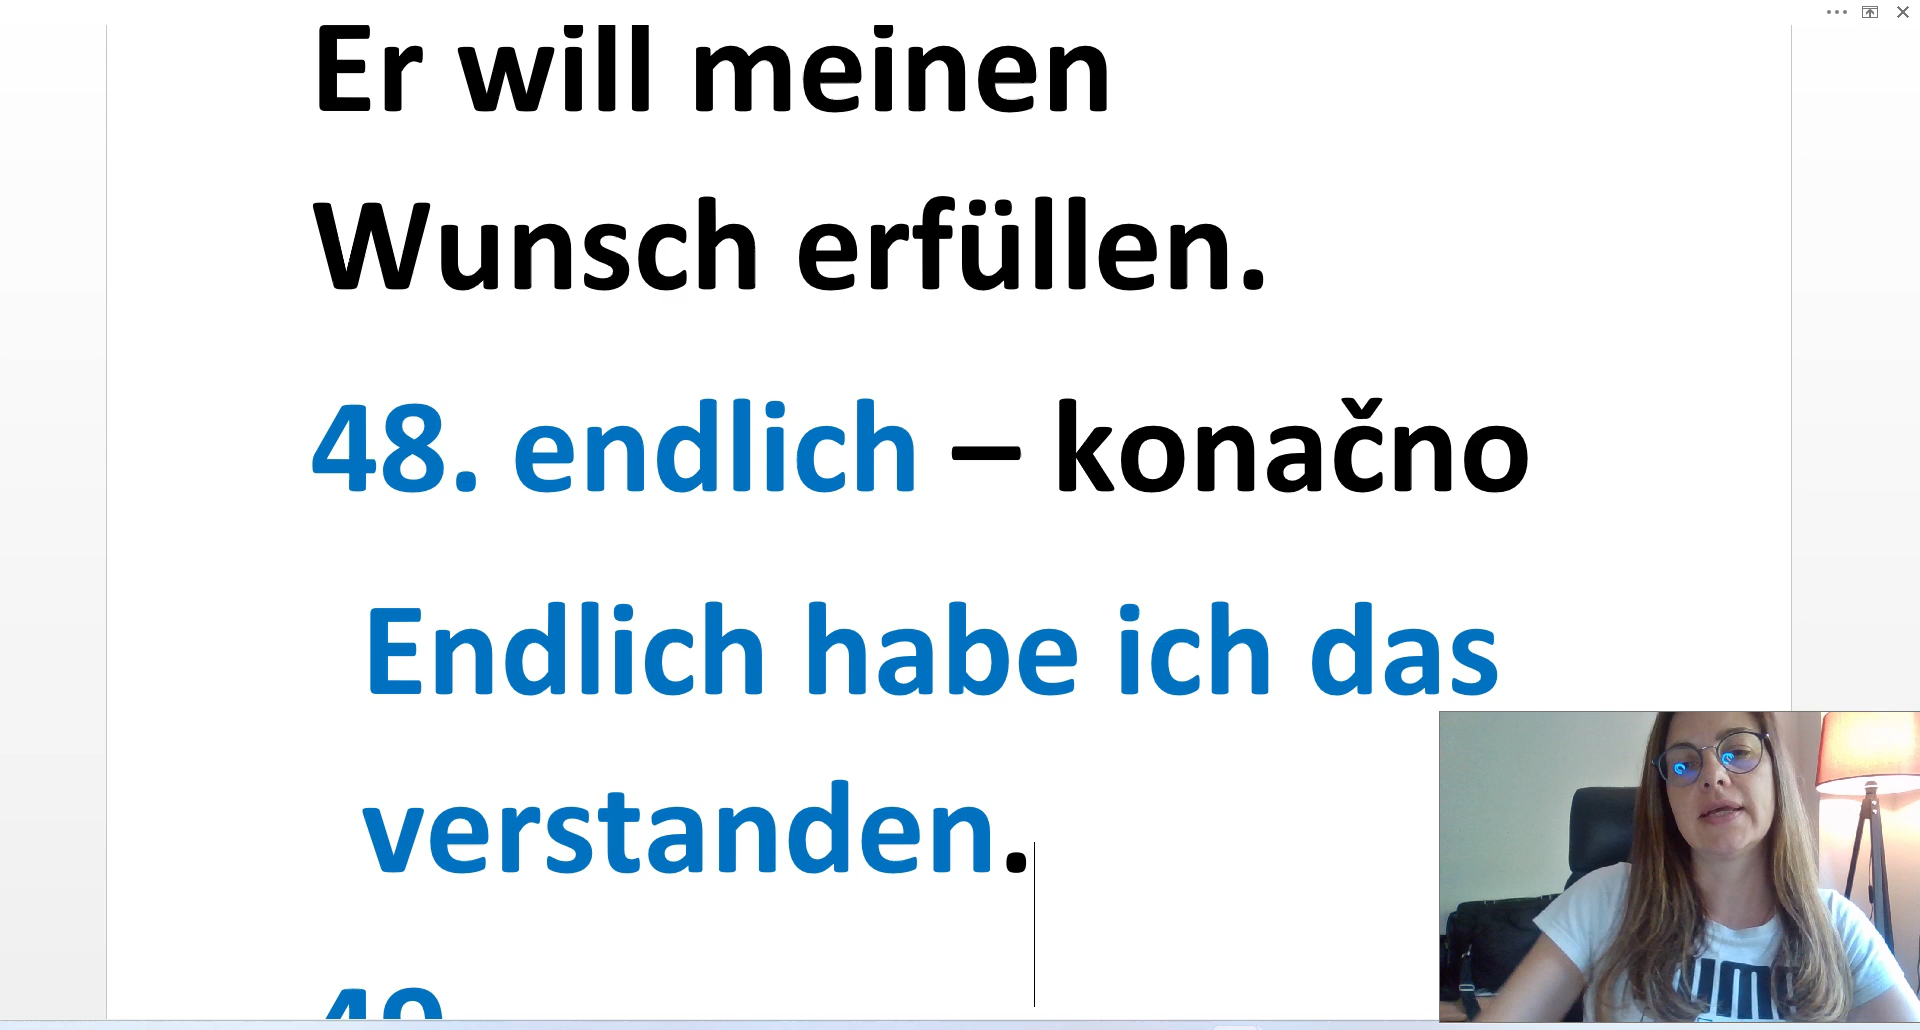 Er will meinen
Wunsch erfüllen.
48. endlich – konačno
Endlich habe ich das
verstanden.